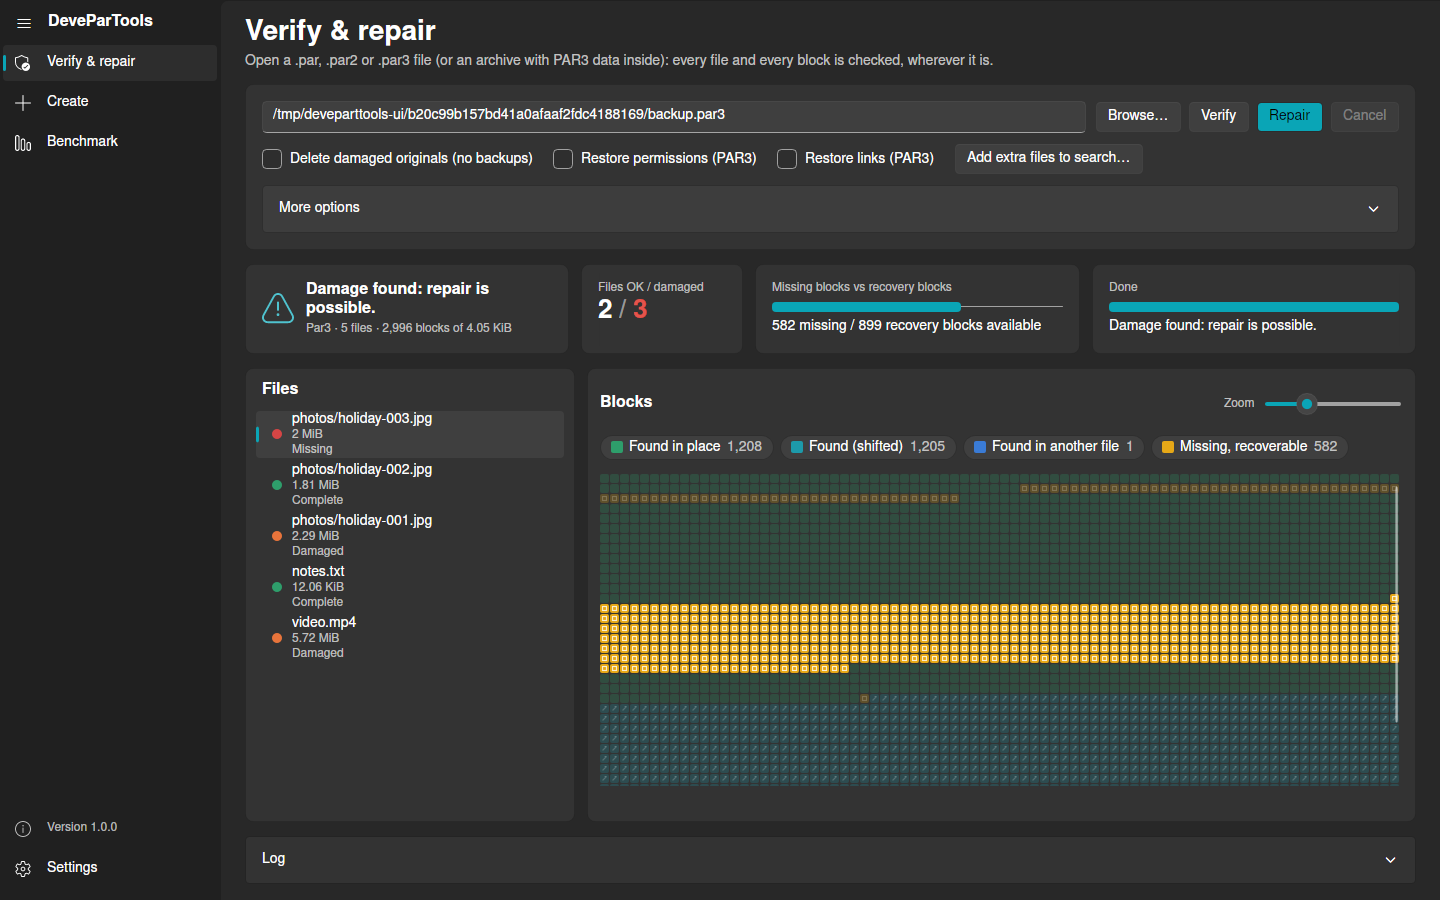 DeveParTools
Verify & repair
Create
Benchmark
Version 1.0.0
Settings
Verify & repair
Open a .par, .par2 or .par3 file (or an archive with PAR3 data inside): every file and every block is checked, wherever it is.
/tmp/deveparttools-ui/b20c99b157bd41a0afaaf2fdc4188169/backup.par3
Browse...
Verify
Repair
Cancel
Delete damaged originals (no backups)
Restore permissions (PAR3)
Restore links (PAR3)
Add extra files to search...
More options
Damage found: repair is
possible.
Par3 · 5 files · 2,996 blocks of 4.05 KiB
Files OK / damaged
2 / 3
Missing blocks vs recovery blocks
582 missing / 899 recovery blocks available
Done
Damage found: repair is possible.
Files
photos/holiday-003.jpg
2 MiB
Missing
photos/holiday-002.jpg
1.81 MiB
Complete
photos/holiday-001.jpg
2.29 MiB
Damaged
notes.txt
12.06 KiB
Complete
video.mp4
5.72 MiB
Damaged
Blocks
Zoom
Found in place 1,208
Found (shifted) 1,205
Found in another file 1
Missing, recoverable 582
Log